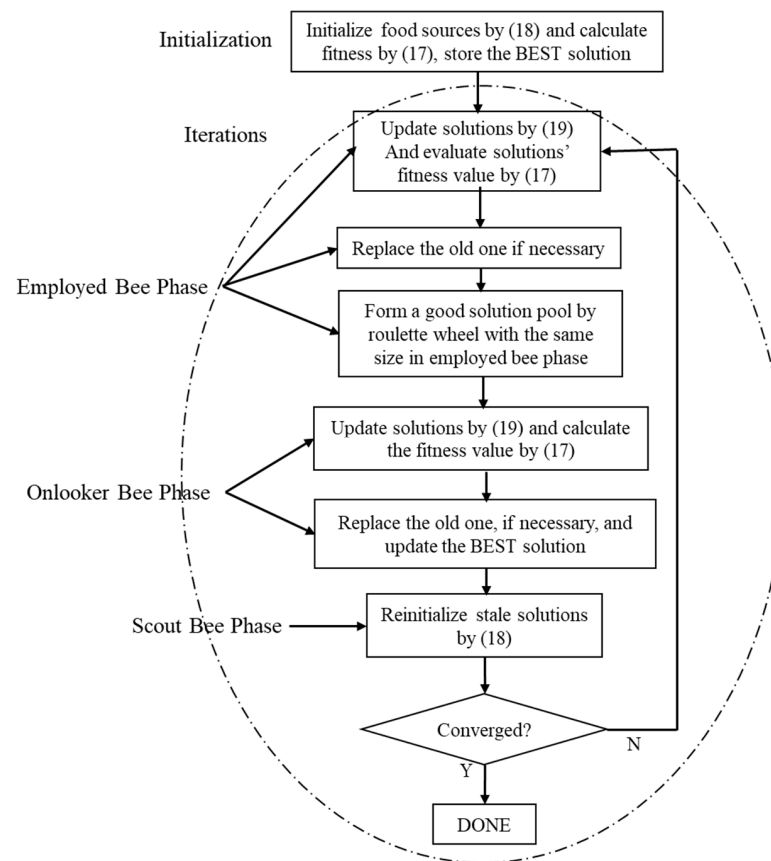 Initialization
Initialize food sources by (18) and calculate
fitness by (17), store the BEST solution
Iterations
Update solutions by (19)
And evaluate solutions’
fitness value by (17)
Employed Bee Phase
Replace the old one if necessary
Form a good solution pool by
roulette wheel with the same
size in employed bee phase
Update solutions by (19) and calculate
the fitness value by (17)
Onlooker Bee Phase
Replace the old one, if necessary, and
update the BEST solution
Scout Bee Phase
Reinitialize stale solutions
by (18)
Converged?
N
Y
DONE